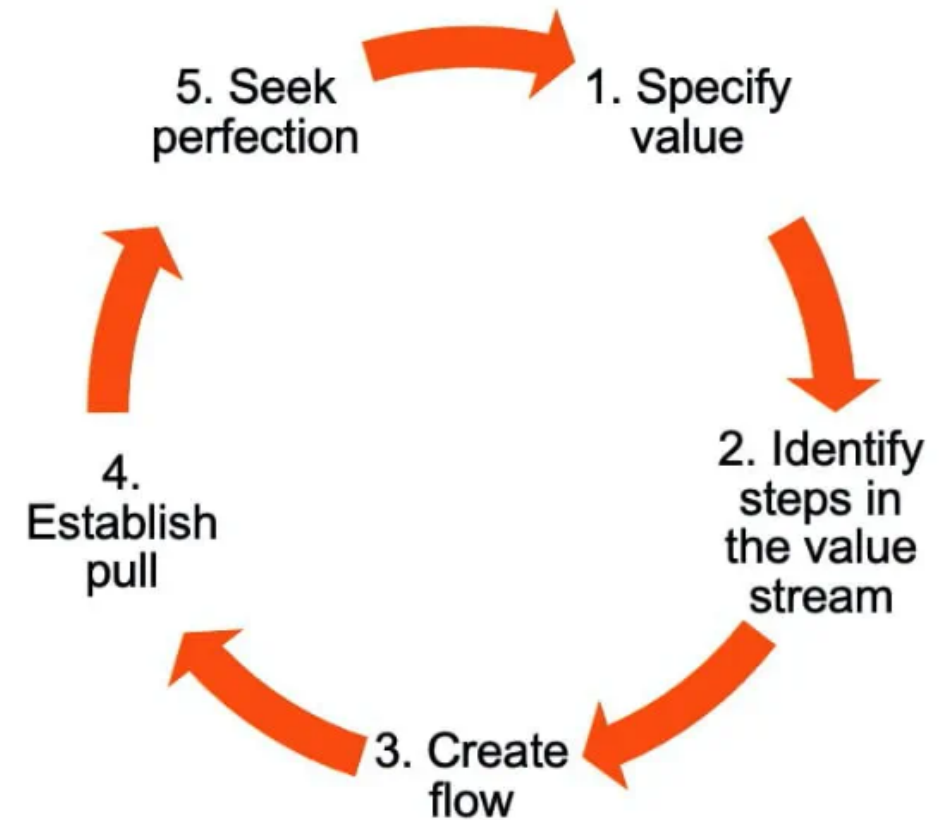 1. Specify
value
2. Identify
steps in
the value
stream
3. Create
flow
4.
Establish
pull
5. Seek
perfection